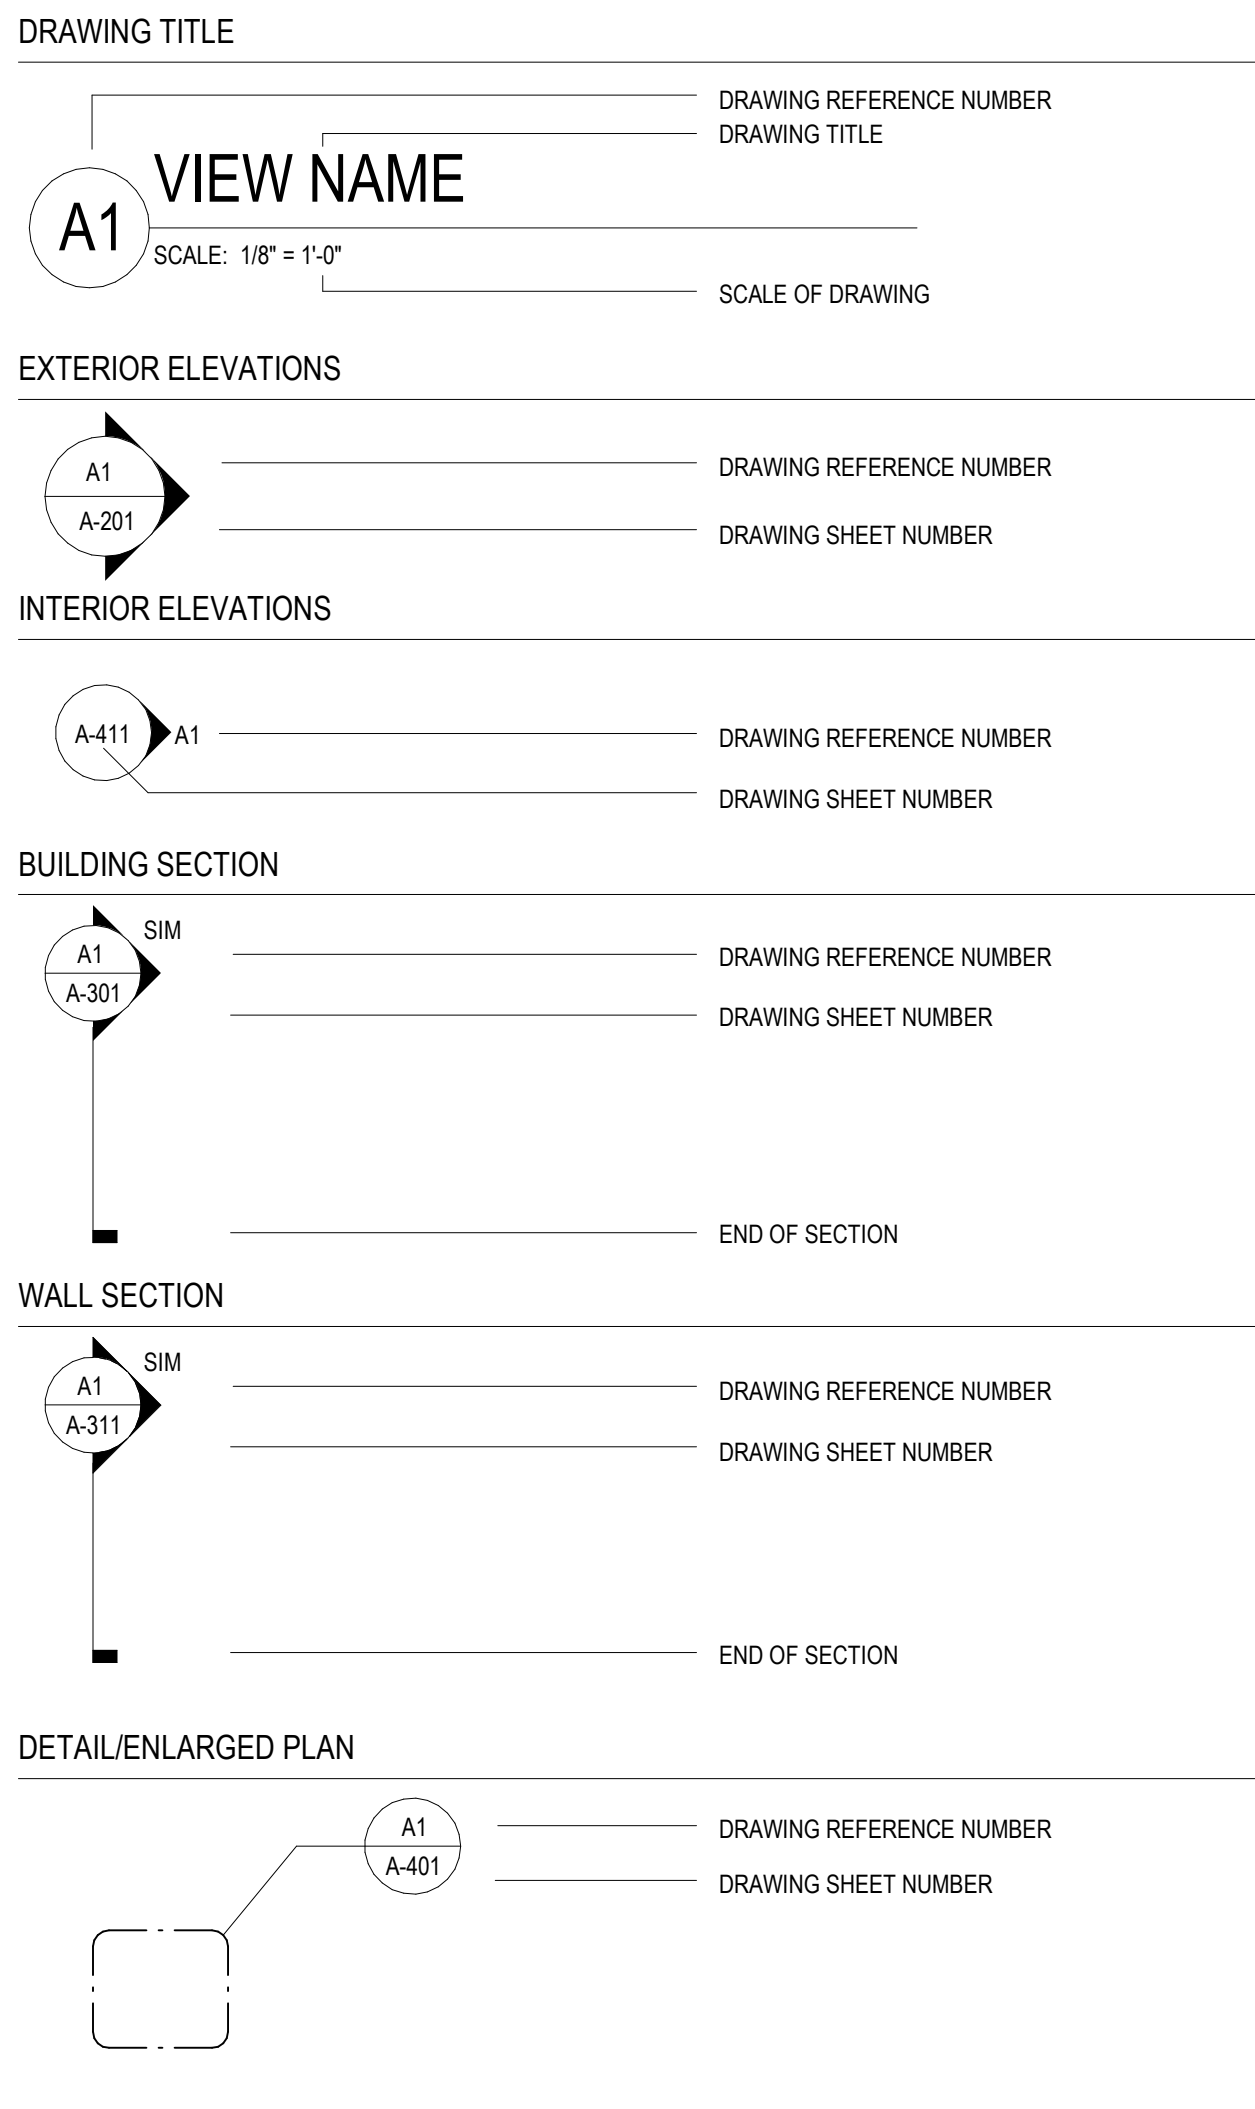 DRAWING TITLE
DRAWING REFERENCE NUMBER
DRAWING TITLE
VIEW NAME
A1
SCALE: 1/8" = 1'-0"
SCALE OF DRAWING
EXTERIOR ELEVATIONS
A1
DRAWING REFERENCE NUMBER
A-201
DRAWING SHEET NUMBER
INTERIOR ELEVATIONS
A-411
A1
DRAWING REFERENCE NUMBER
DRAWING SHEET NUMBER
BUILDING SECTION
SIM
A1
DRAWING REFERENCE NUMBER
A-301
DRAWING SHEET NUMBER
END OF SECTION
WALL SECTION
SIM
A1
DRAWING REFERENCE NUMBER
A-311
DRAWING SHEET NUMBER
END OF SECTION
DETAIL/ENLARGED PLAN
A1
DRAWING REFERENCE NUMBER
A-401
DRAWING SHEET NUMBER